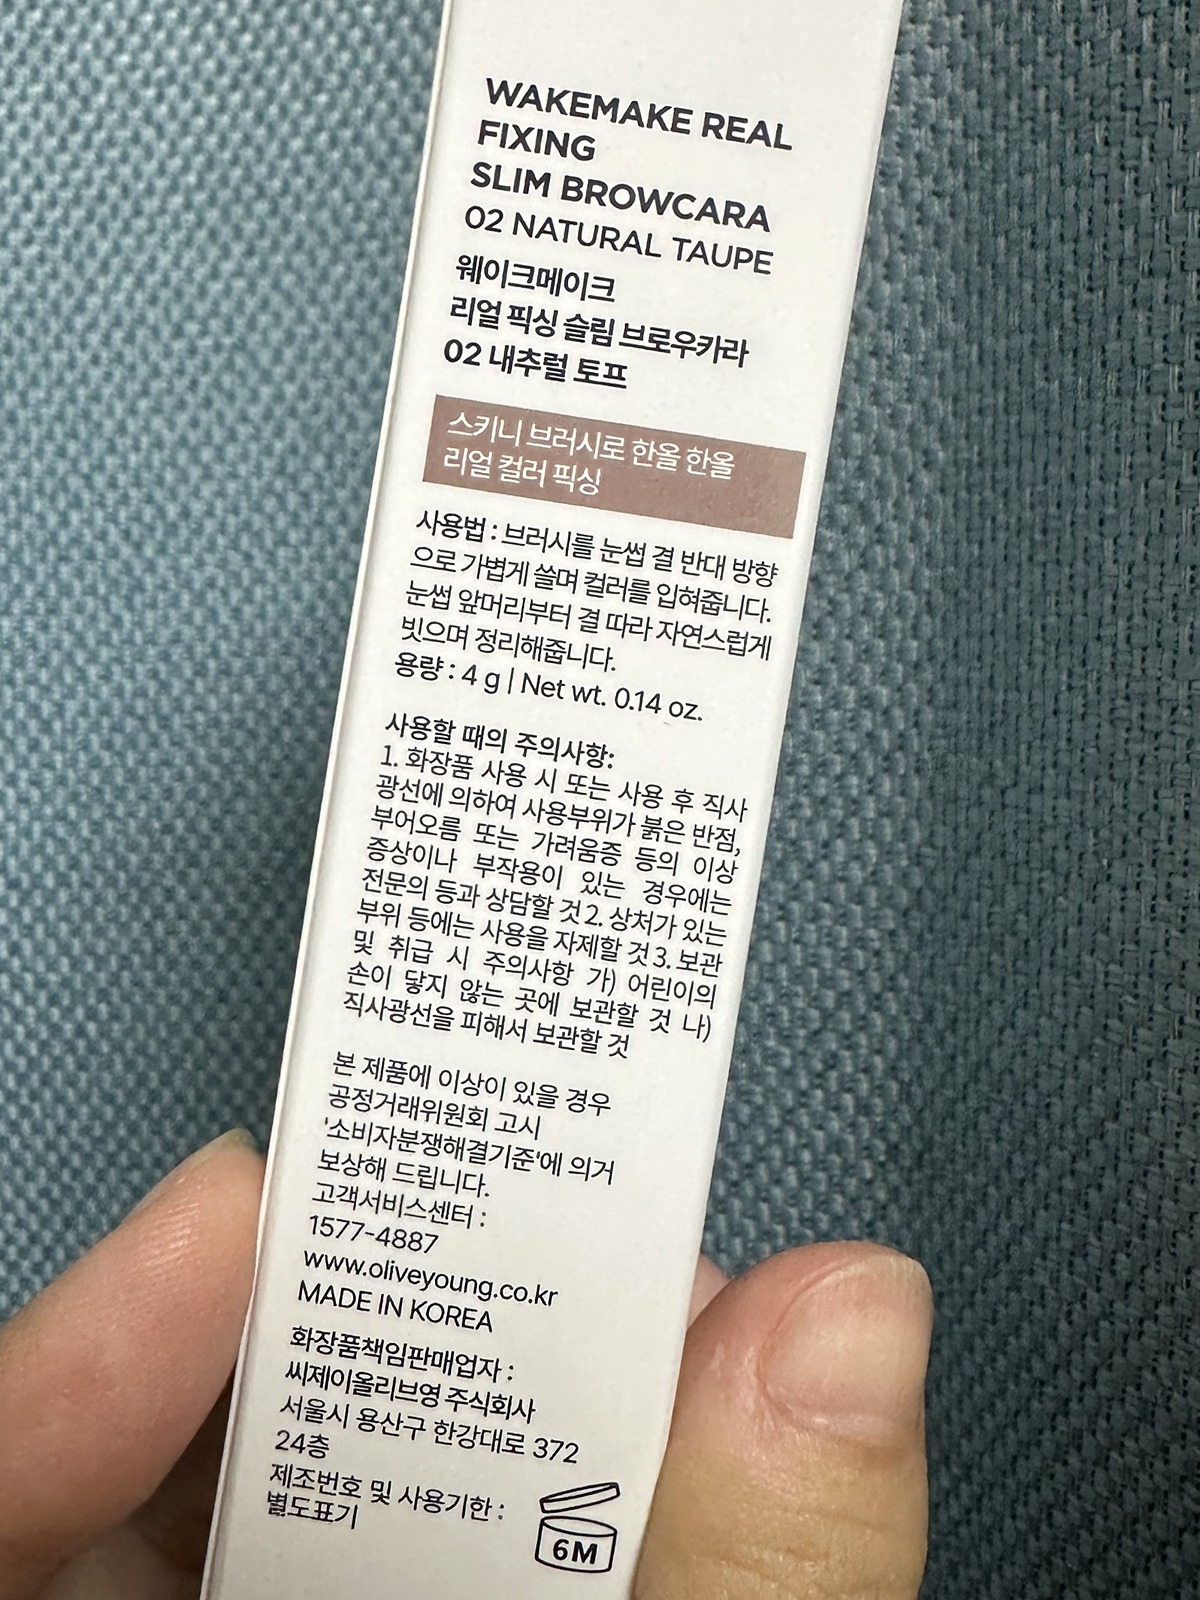 WAKEMAKE REAL
FIXING
SLIM BROWCARA
02 NATURAL TAUPE
웨이크메이크
리얼 픽싱 슬림 브로우카라
02 내추럴 토프
스키니 브러시로 한올 한올
리얼 컬러 픽싱
사용법 : 브러시를 눈썹 결 반대 방향
으로 가볍게 쓸며 컬러를 입혀줍니다.
눈썹 앞머리부터 결 따라 자연스럽게
빗으며 정리해줍니다.
용량 : 4 g | Net wt. 0.14 oz.
사용할 때의 주의사항:
1. 화장품 사용 시 또는 사용 후 직사
광선에 의하여 사용부위가 붉은 반점,
부어오름 또는 가려움증 등의 이상
증상이나 부작용이 있는 경우에는
전문의 등과 상담할 것 2. 상처가 있는
부위 등에는 사용을 자제할 것 3. 보관
및 취급 시 주의사항 가) 어린이의
손이 닿지 않는 곳에 보관할 것 나)
직사광선을 피해서 보관할 것
본 제품에 이상이 있을 경우
공정거래위원회 고시
'소비자분쟁해결기준'에 의거
보상해 드립니다.
고객서비스센터 :
1577-4887
www.oliveyoung.co.kr
MADE IN KOREA
화장품책임판매업자 :
씨제이올리브영 주식회사
서울시 용산구 한강대로 372
24층
제조번호 및 사용기한 :
별도표기
6M